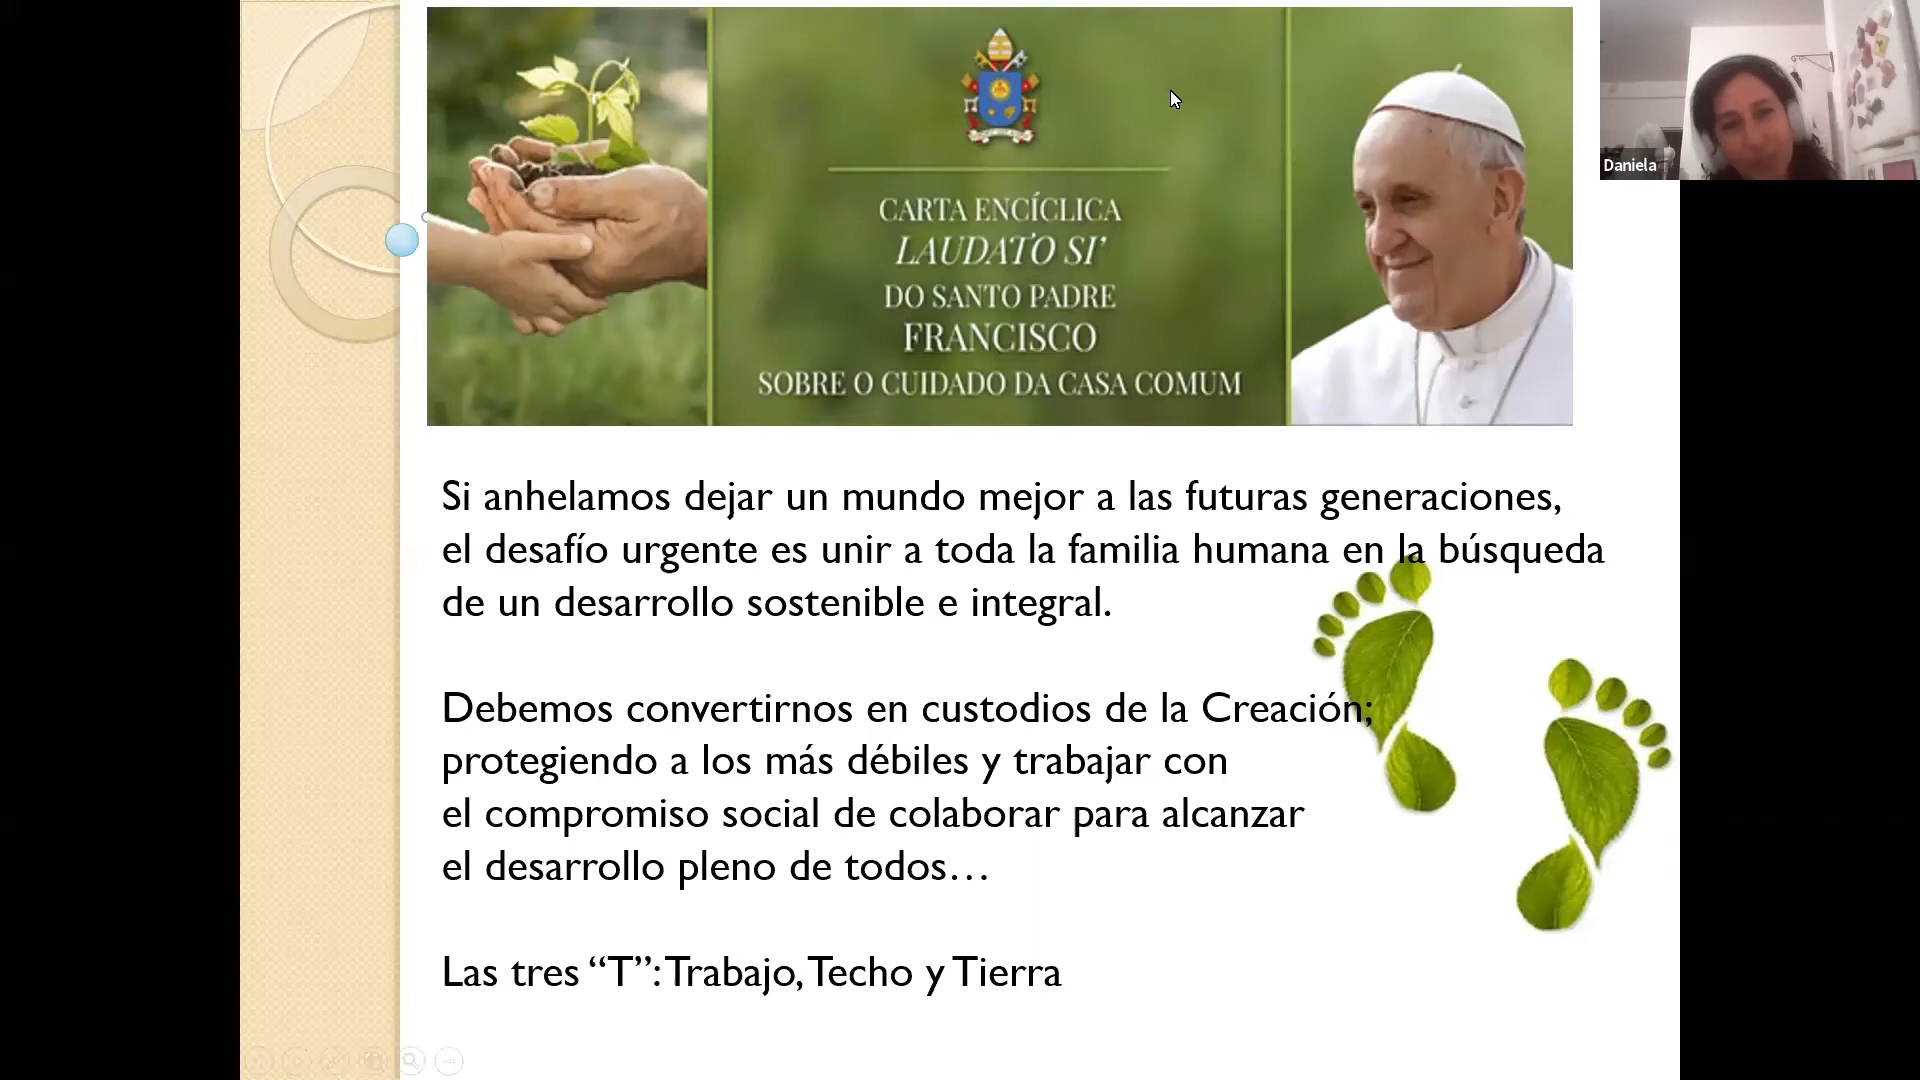 CARTA ENCÍCLICA
LAUDATO SI’
DO SANTO PADRE
FRANCISCO
SOBRE O CUIDADO DA CASA COMUM
Daniela
Si anhelamos dejar un mundo mejor a las futuras generaciones,
el desafío urgente es unir a toda la familia humana en la búsqueda
de un desarrollo sostenible e integral.
Debemos convertirnos en custodios de la Creación;
protegiendo a los más débiles y trabajar con
el compromiso social de colaborar para alcanzar
el desarrollo pleno de todos…
Las tres “T”: Trabajo, Techo y Tierra